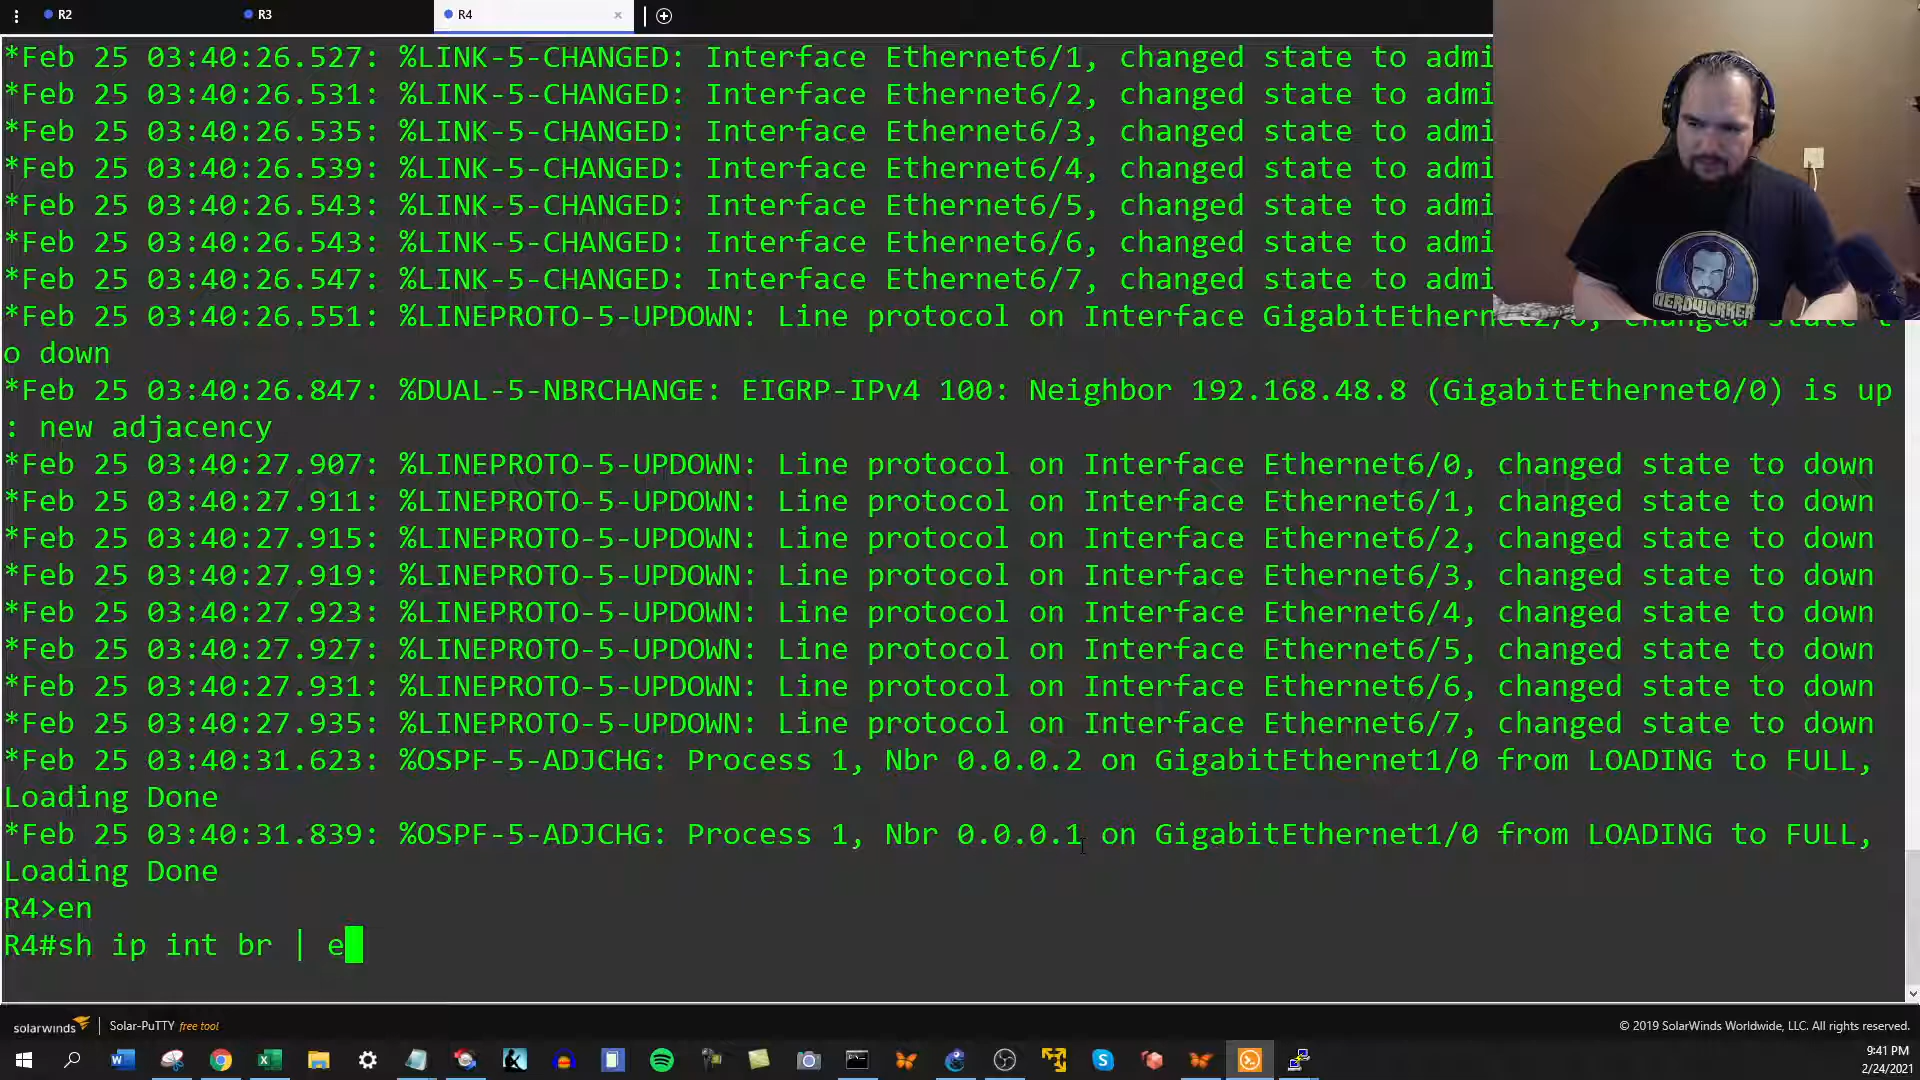 R2
R3
R4
*Feb 25 03:40:26.527: %LINK-5-CHANGED: Interface Ethernet6/1, changed state to admi
*Feb 25 03:40:26.531: %LINK-5-CHANGED: Interface Ethernet6/2, changed state to admi
*Feb 25 03:40:26.535: %LINK-5-CHANGED: Interface Ethernet6/3, changed state to admi
*Feb 25 03:40:26.539: %LINK-5-CHANGED: Interface Ethernet6/4, changed state to admi
*Feb 25 03:40:26.543: %LINK-5-CHANGED: Interface Ethernet6/5, changed state to admi
*Feb 25 03:40:26.543: %LINK-5-CHANGED: Interface Ethernet6/6, changed state to admi
*Feb 25 03:40:26.547: %LINK-5-CHANGED: Interface Ethernet6/7, changed state to admi
*Feb 25 03:40:26.551: %LINEPROTO-5-UPDOWN: Line protocol on Interface GigabitEthernet2/0, changed state t
o down
*Feb 25 03:40:26.847: %DUAL-5-NBRCHANGE: EIGRP-IPv4 100: Neighbor 192.168.48.8 (GigabitEthernet0/0) is up
: new adjacency
*Feb 25 03:40:27.907: %LINEPROTO-5-UPDOWN: Line protocol on Interface Ethernet6/0, changed state to down
*Feb 25 03:40:27.911: %LINEPROTO-5-UPDOWN: Line protocol on Interface Ethernet6/1, changed state to down
*Feb 25 03:40:27.915: %LINEPROTO-5-UPDOWN: Line protocol on Interface Ethernet6/2, changed state to down
*Feb 25 03:40:27.919: %LINEPROTO-5-UPDOWN: Line protocol on Interface Ethernet6/3, changed state to down
*Feb 25 03:40:27.923: %LINEPROTO-5-UPDOWN: Line protocol on Interface Ethernet6/4, changed state to down
*Feb 25 03:40:27.927: %LINEPROTO-5-UPDOWN: Line protocol on Interface Ethernet6/5, changed state to down
*Feb 25 03:40:27.931: %LINEPROTO-5-UPDOWN: Line protocol on Interface Ethernet6/6, changed state to down
*Feb 25 03:40:27.935: %LINEPROTO-5-UPDOWN: Line protocol on Interface Ethernet6/7, changed state to down
*Feb 25 03:40:31.623: %OSPF-5-ADJCHG: Process 1, Nbr 0.0.0.2 on GigabitEthernet1/0 from LOADING to FULL,
Loading Done
*Feb 25 03:40:31.839: %OSPF-5-ADJCHG: Process 1, Nbr 0.0.0.1 on GigabitEthernet1/0 from LOADING to FULL,
Loading Done
R4>en
R4#sh ip int br | e
NERDWORKER
solarwinds | Solar-PuTTY free tool
© 2019 SolarWinds Worldwide, LLC. All rights reserved.
9:41 PM
2/24/2021